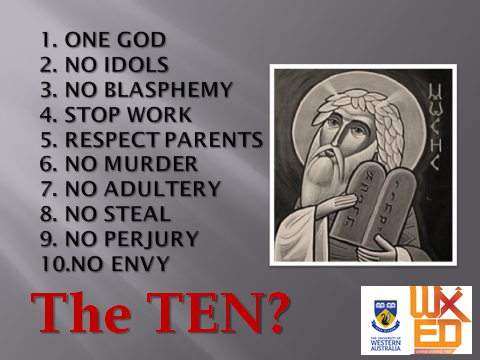 1. ONE GOD
2. NO IDOLS
3. NO BLASPHEMY
4. STOP WORK
5. RESPECT PARENTS
6. NO MURDER
7. NO ADULTERY
8. NO STEAL
9. NO PERJURY
10.NO ENVY
The TEN?
THE UNIVERSITY OF
WESTERN
AUSTRALIA
WXED